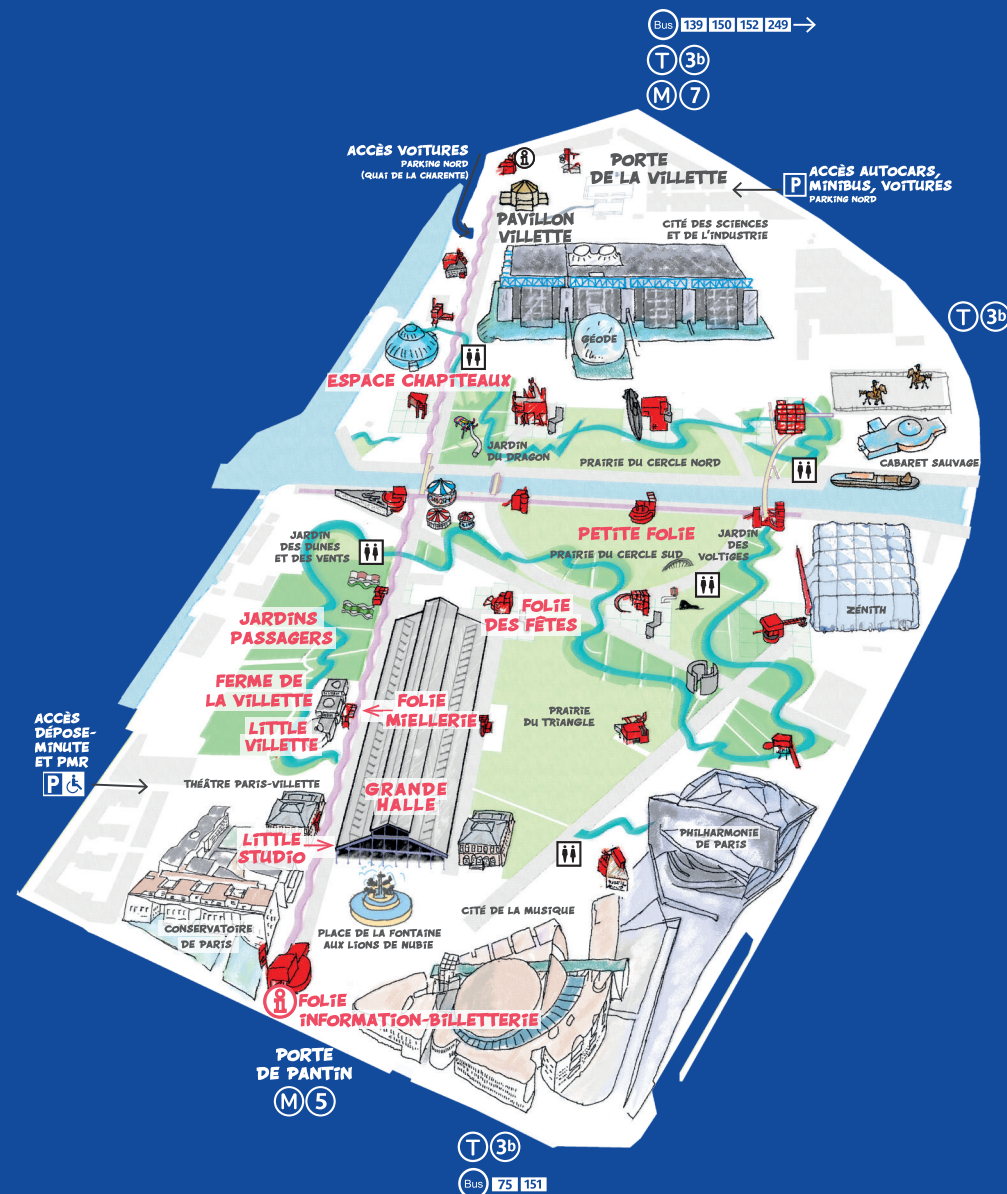 Bus 139 150 152 249
T 3b
M 7
ACCÈS VOITURES
PARKING NORD
(QUAI DE LA CHARENTE)
i
PORTE
DE LA VILLETTE
P ACCÈS AUTOCARS,
MINIBUS, VOITURES
PARKING NORD
PAVILLON
VILLETTE
CITÉ DES SCIENCES
ET DE L'INDUSTRIE
T 3b
GÉODE
ESPACE CHAPITEAUX
JARDIN
DU DRAGON
PRAIRIE DU CERCLE NORD
CABARET SAUVAGE
PETITE FOLIE
JARDIN
DES DUNES
ET DES VENTS
PRAIRIE DU CERCLE SUD
JARDIN
DES
VOLTIGES
ZÉNITH
JARDINS
PASSAGERS
FOLIE
DES FÊTES
FERME DE
LA VILLETTE
FOLIE
MIELLERIE
LITTLE
VILLETTE
PRAIRIE
DU TRIANGLE
ACCÈS
DÉPOSE-
MINUTE
ET PMR
P
THÉÂTRE PARIS-VILLETTE
GRANDE
HALLE
LITTLE
STUDIO
PHILHARMONIE
DE PARIS
CONSERVATOIRE
DE PARIS
PLACE DE LA FONTAINE
AUX LIONS DE NUBIE
CITÉ DE LA MUSIQUE
i FOLIE
INFORMATION-BILLETTERIE
PORTE
DE PANTIN
M 5
T 3b
Bus 75 151